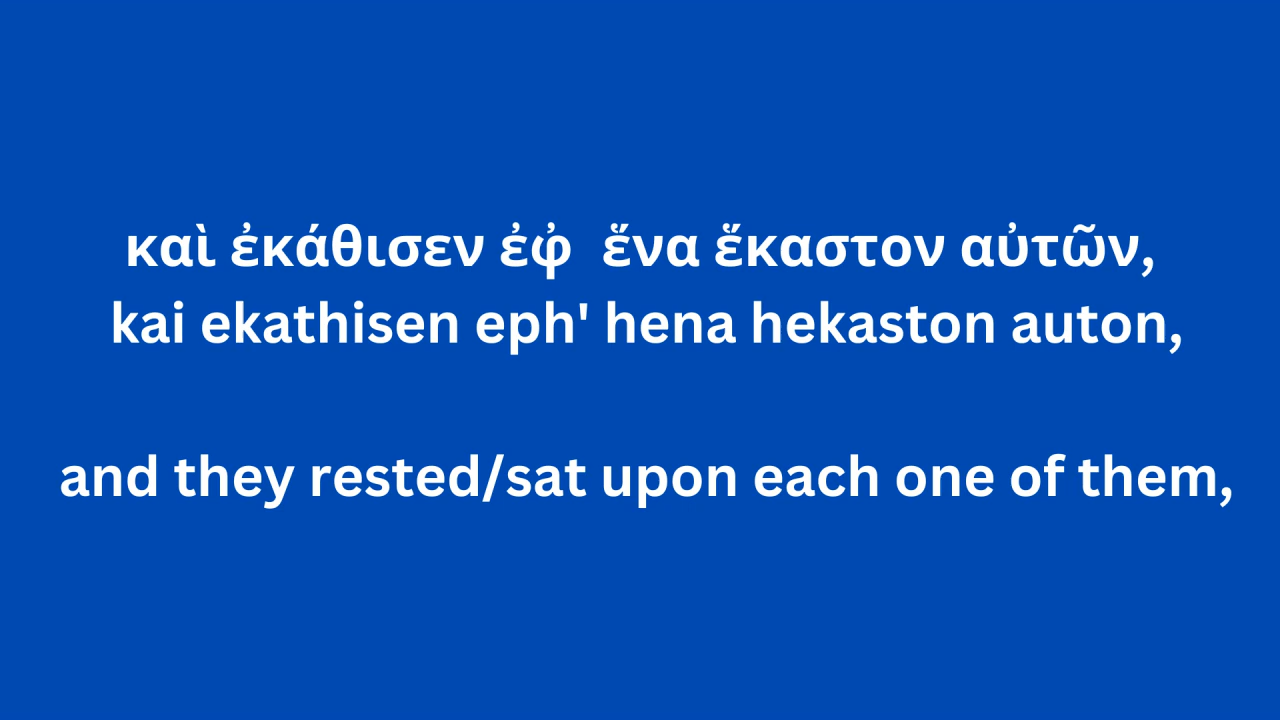 καὶ ἐκάθισεν ἐφ̓ ἕνα ἕκαστον αὐτῶν,
kai ekathisen eph' hena hekaston auton,
and they rested/sat upon each one of them,